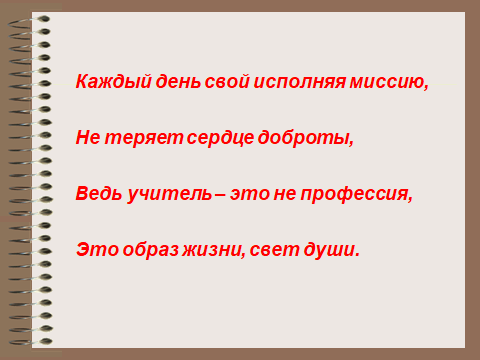 Каждый день свой исполняя миссию,
Не теряет сердце доброты,
Ведь учитель – это не профессия,
Это образ жизни, свет души.